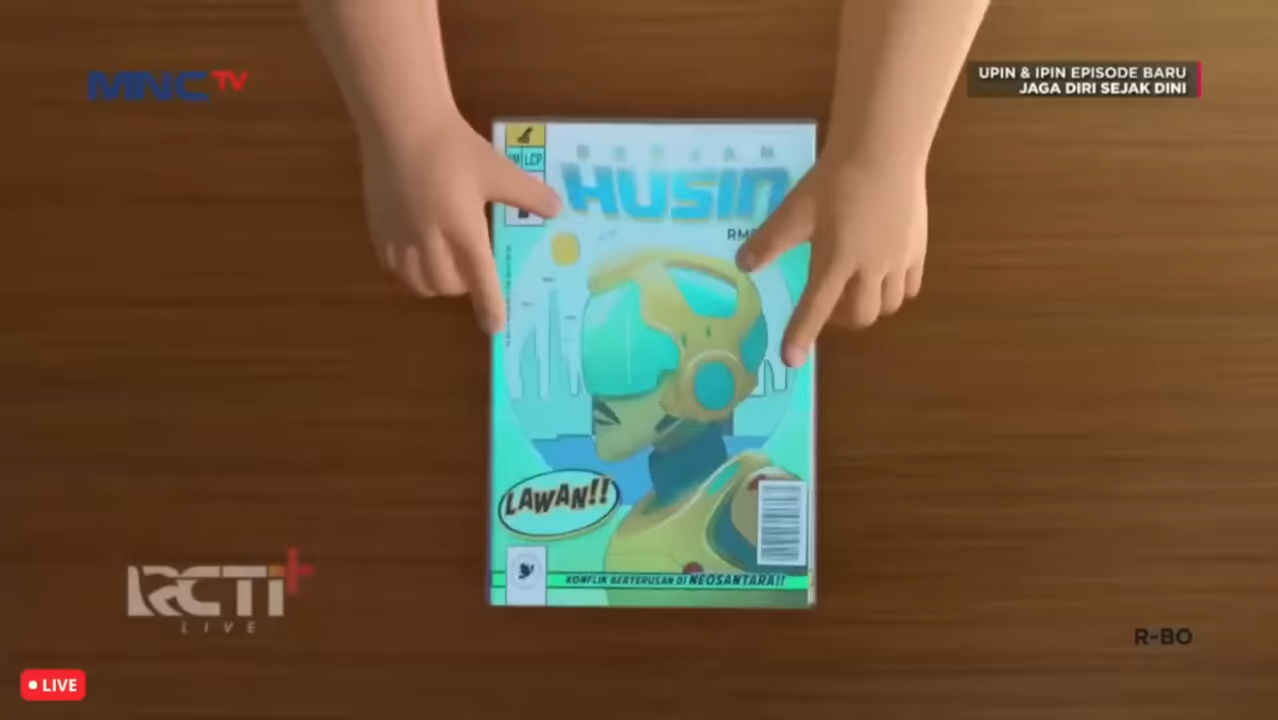 MNCTV
UPIN & IPIN EPISODE BARU
JAGA DIRI SEJAK DINI
LCP
HUSIN
LAWAN!!
KONFLIK BERTERUSAN DI NEOSANTARA!!
RCTI+
LIVE
R-BO
LIVE